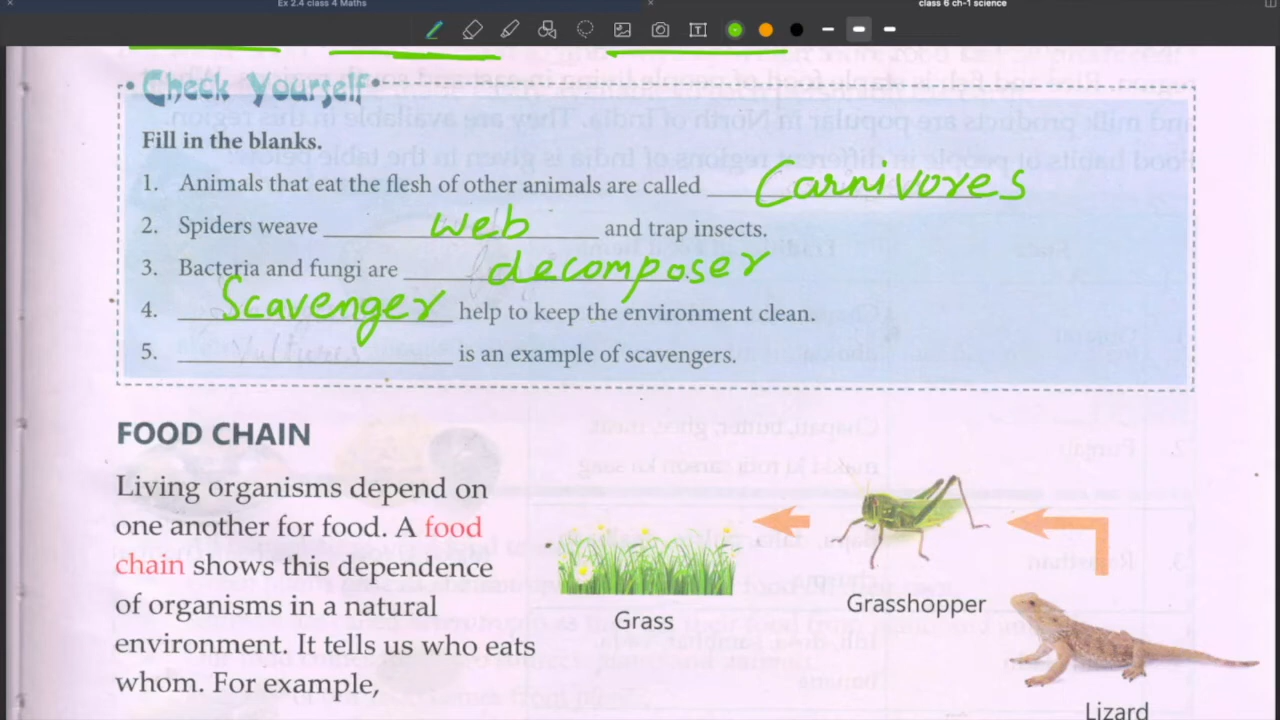 Ex 2.4 class 4 Maths
class 6 ch-1 science
Check Yourself
Fill in the blanks.
1. Animals that eat the flesh of other animals are called Carnivores
2. Spiders weave web and trap insects.
3. Bacteria and fungi are decomposer
4. Scavenger help to keep the environment clean.
5. Vultures is an example of scavengers.
FOOD CHAIN
Living organisms depend on
one another for food. A food
chain shows this dependence
of organisms in a natural
environment. It tells us who eats
whom. For example,
Grass
Grasshopper
Lizard